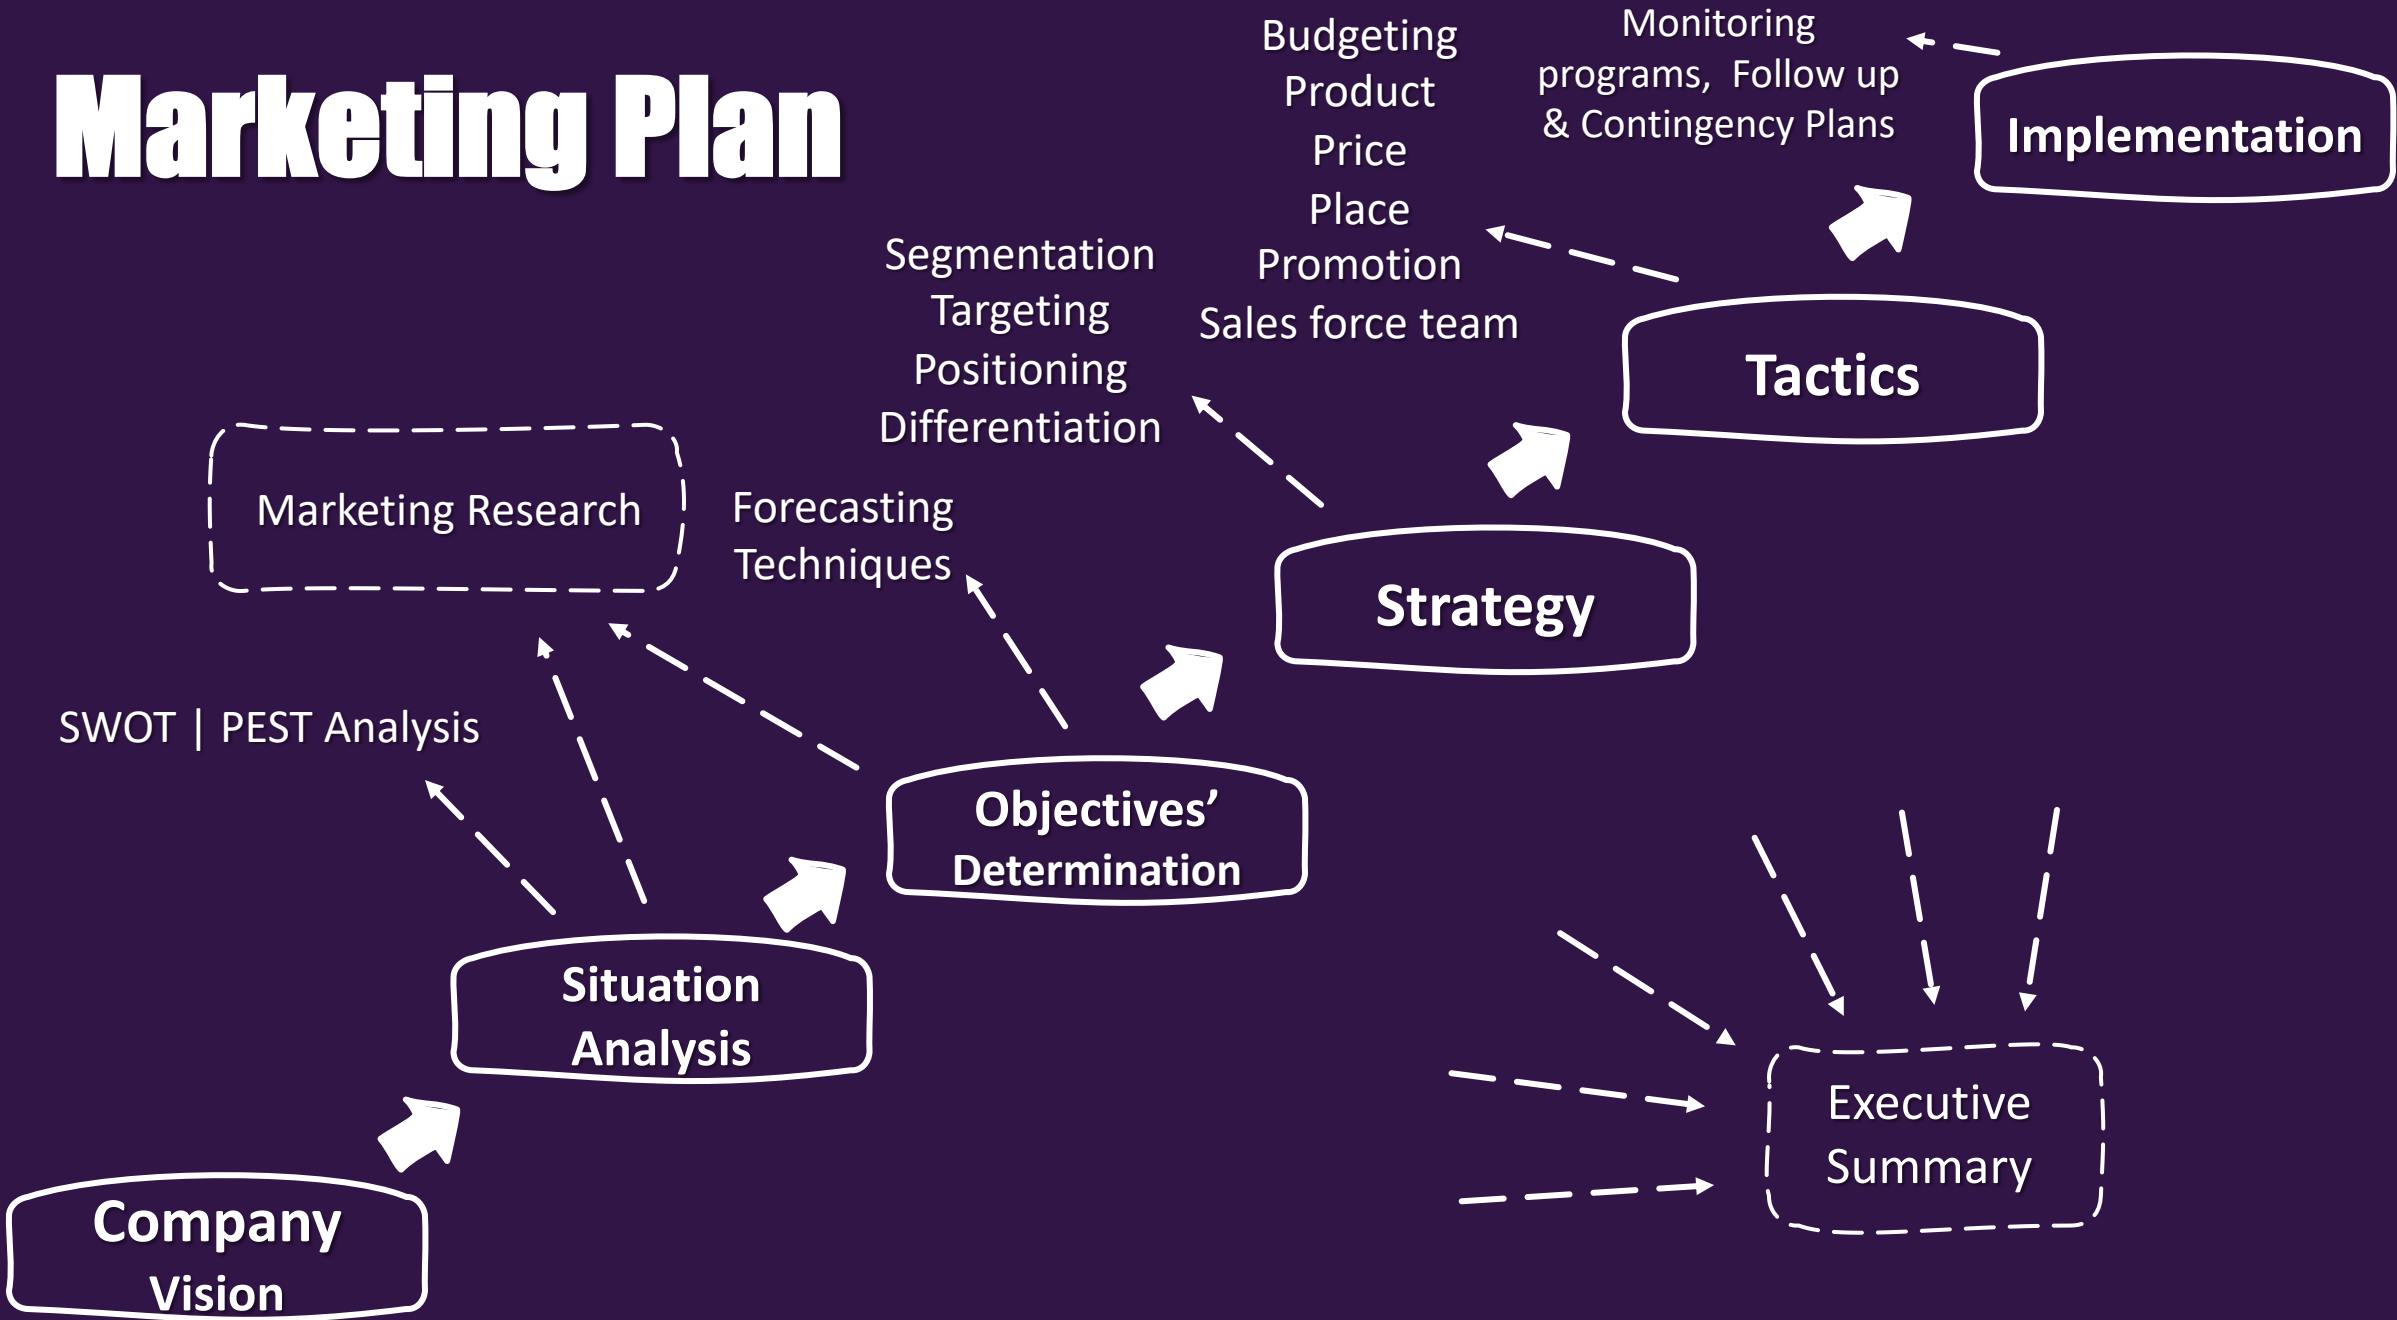 Marketing Plan
Budgeting
Product
Price
Place
Promotion
Sales force team
Monitoring
programs,  Follow up
& Contingency Plans
Implementation
Segmentation
Targeting
Positioning
Differentiation
Tactics
Marketing Research
Forecasting
Techniques
Strategy
SWOT | PEST Analysis
Objectives’
Determination
Situation
Analysis
Executive
Summary
Company
Vision